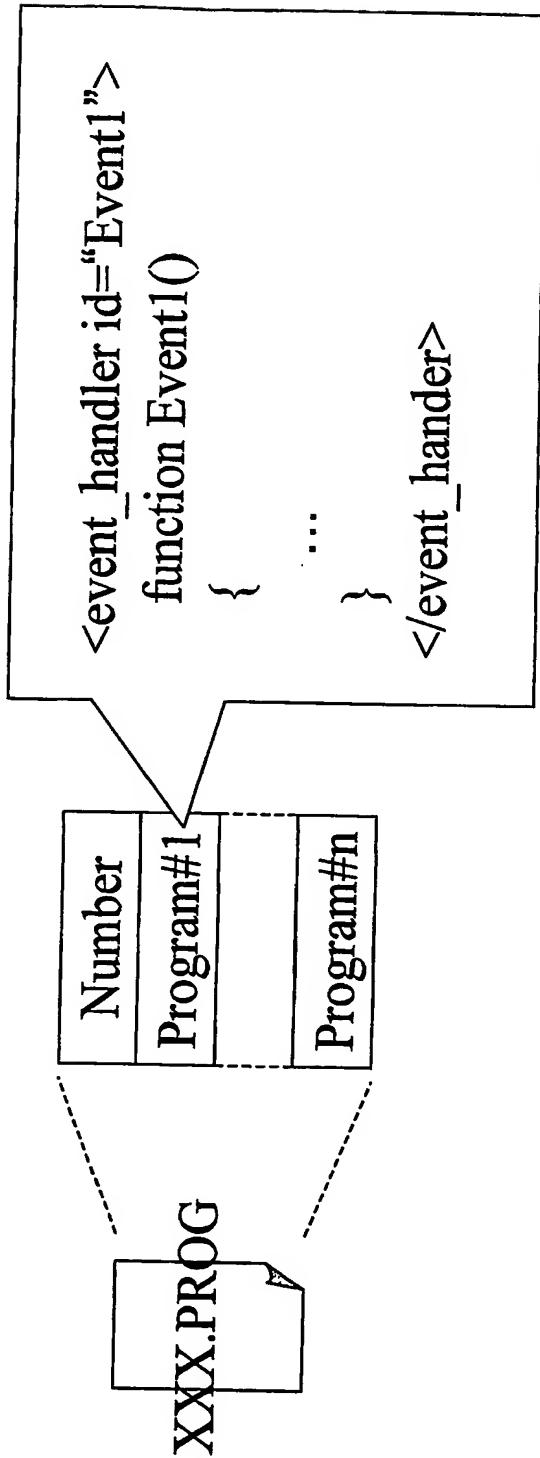 XXX.PROG
Number
Program#1
Program#n
<event_handler id=“Event1”>
function Event1()
{
...
}
</event_hander>